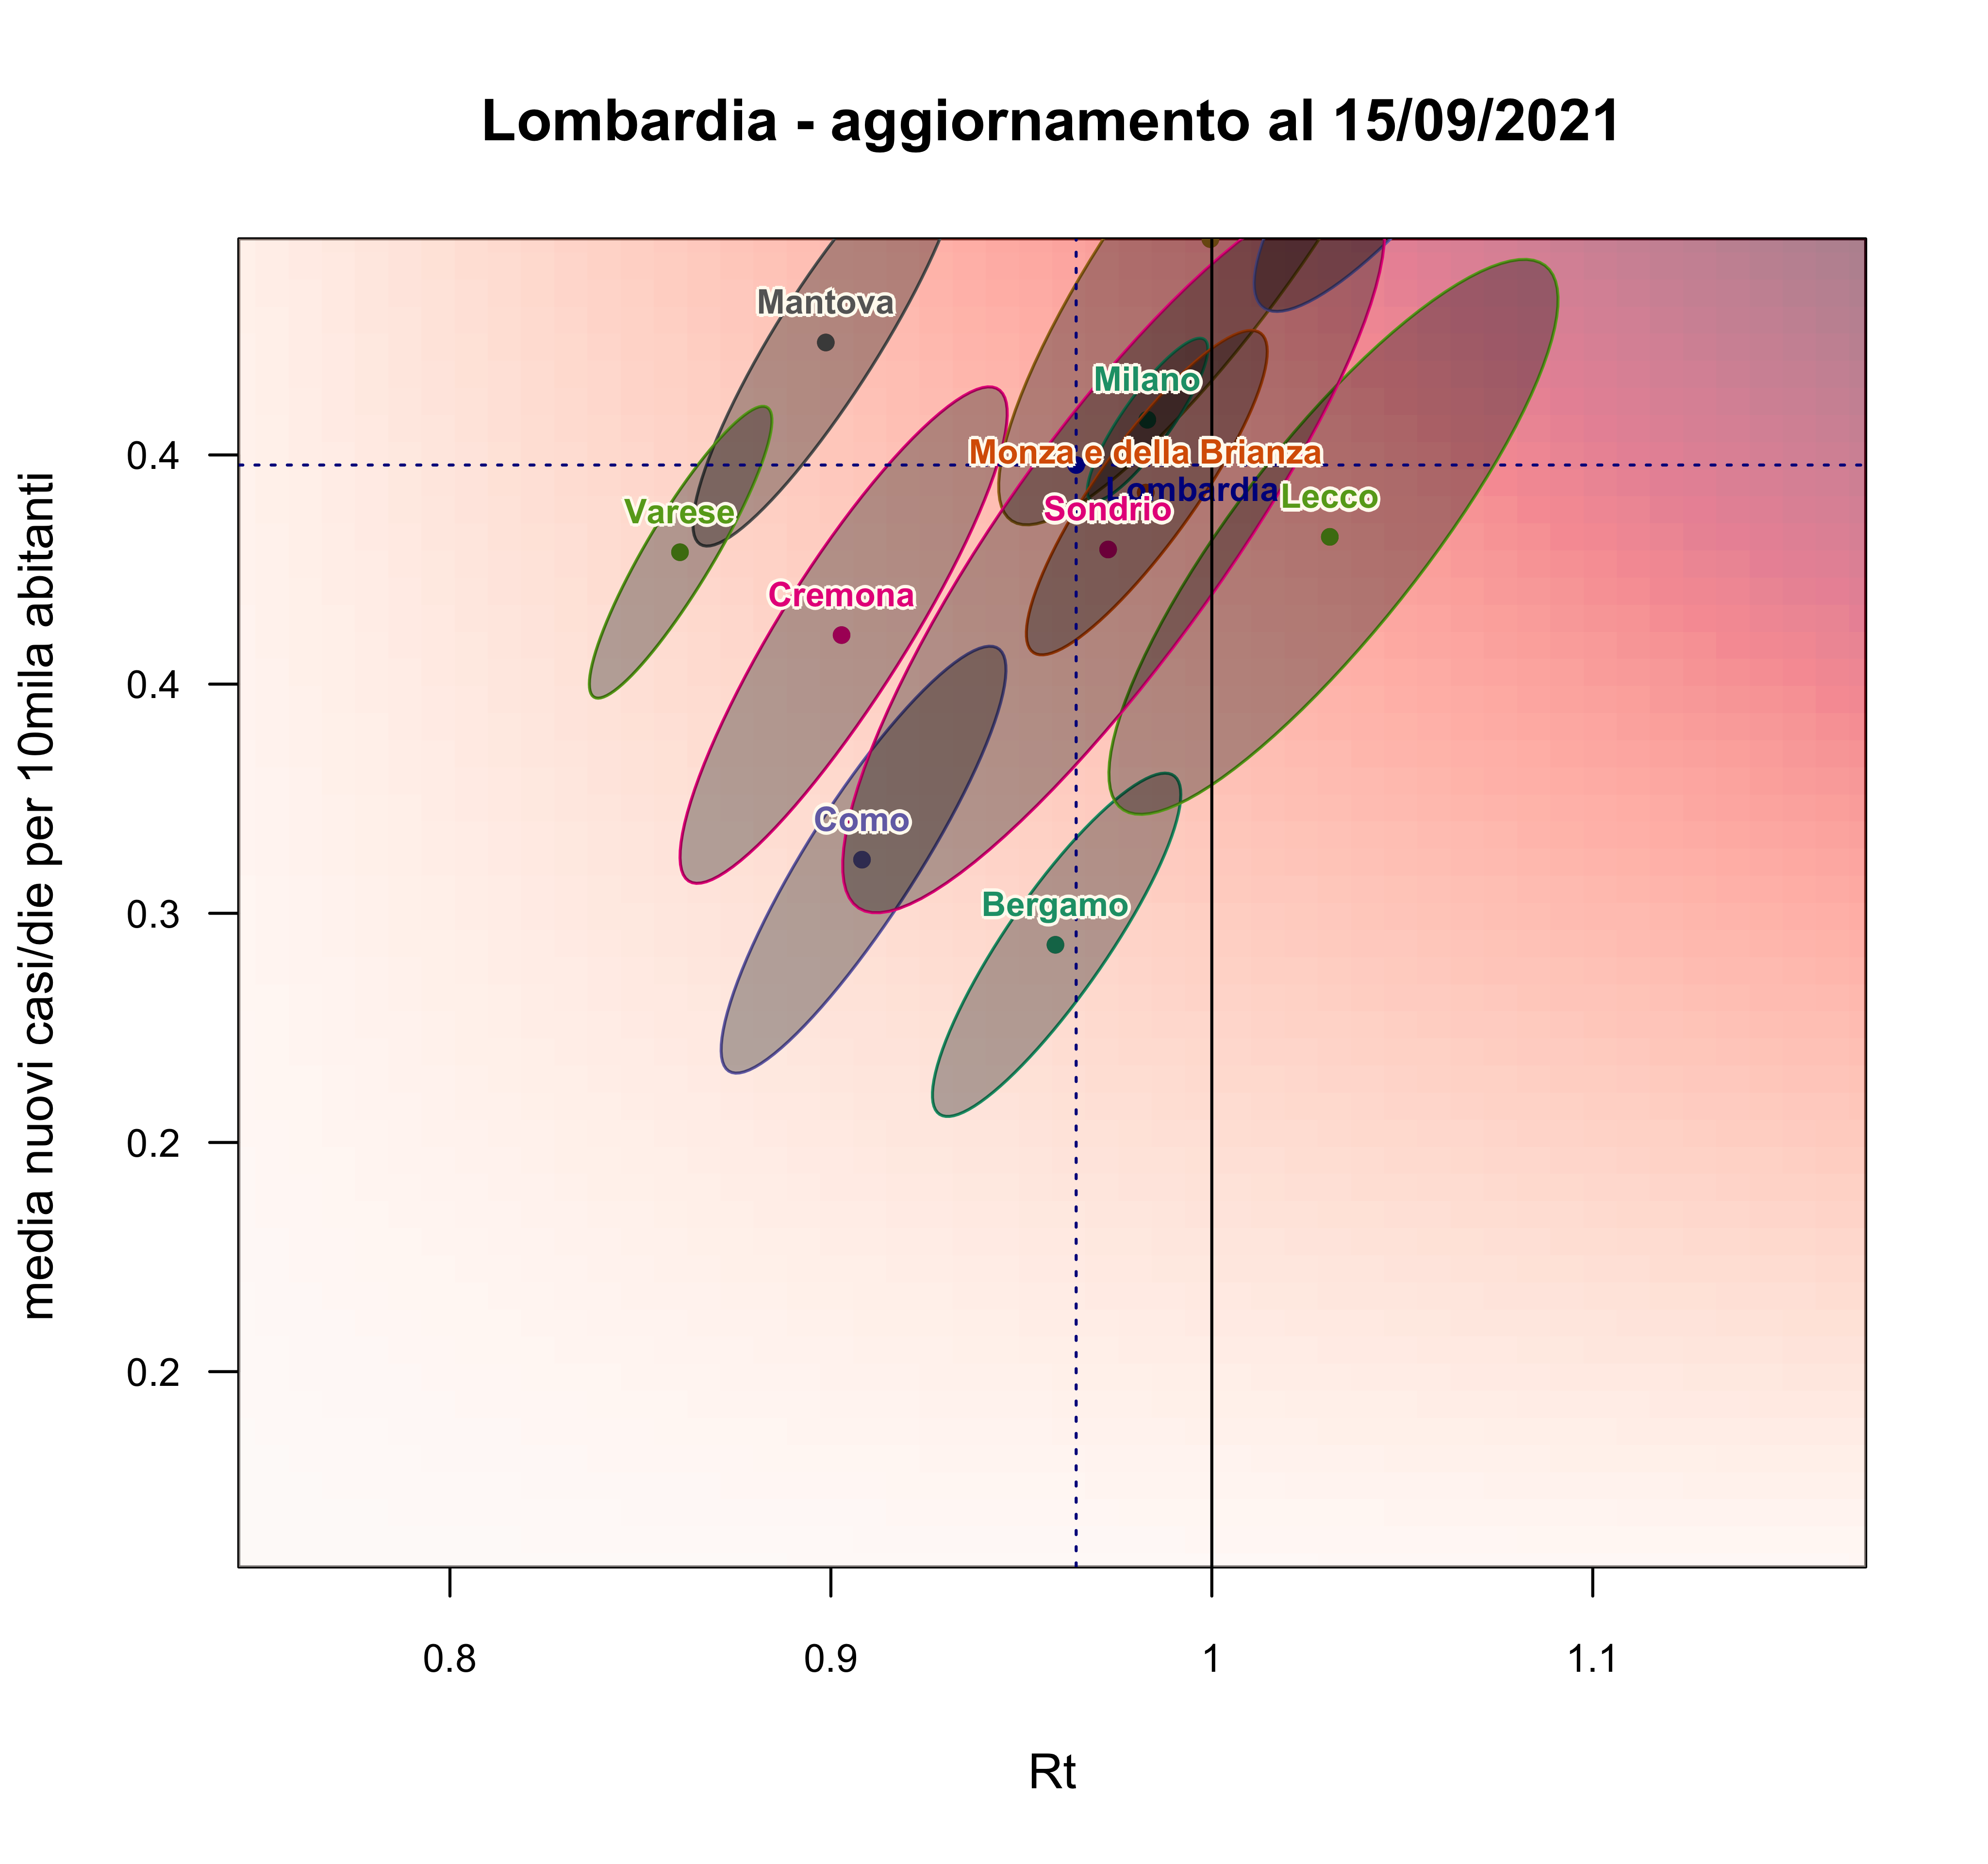 Lombardia - aggiornamento al 15/09/2021
media nuovi casi/die per 10mila abitanti
0.4
0.4
0.3
0.2
0.2
Mantova
Milano
Monza e della Brianza
Lombardia
Lecco
Sondrio
Varese
Cremona
Como
Bergamo
0.8
0.9
1
1.1
Rt